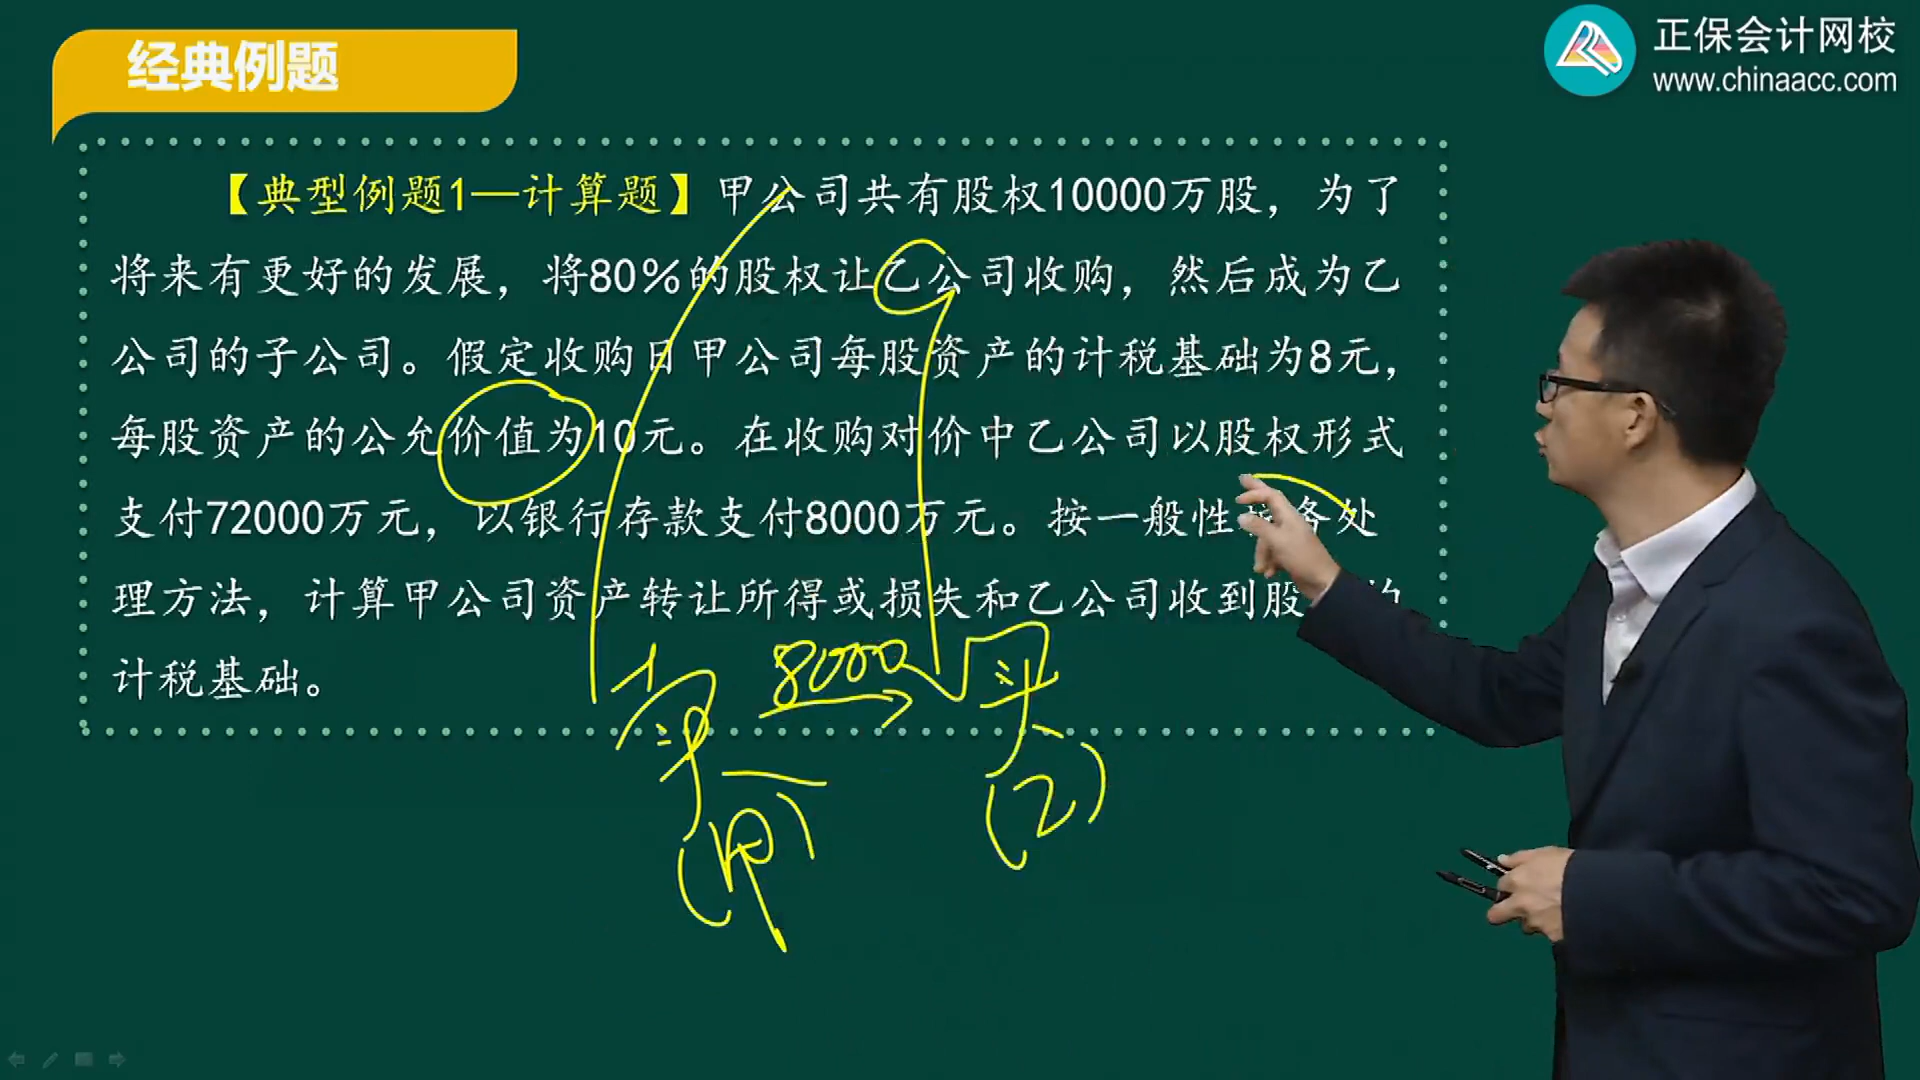 经典例题
正保会计网校
www.chinaacc.com
【典型例题1—计算题】甲公司共有股权10000万股，为了
将来有更好的发展，将80%的股权让乙公司收购，然后成为乙
公司的子公司。假定收购日甲公司每股资产的计税基础为8元，
每股资产的公允价值为10元。在收购对价中乙公司以股权形式
支付72000万元，以银行存款支付8000万元。按一般性 务处
理方法，计算甲公司资产转让所得或损失和乙公司收到股
计税基础。
卖 8000 买
(甲) (乙)